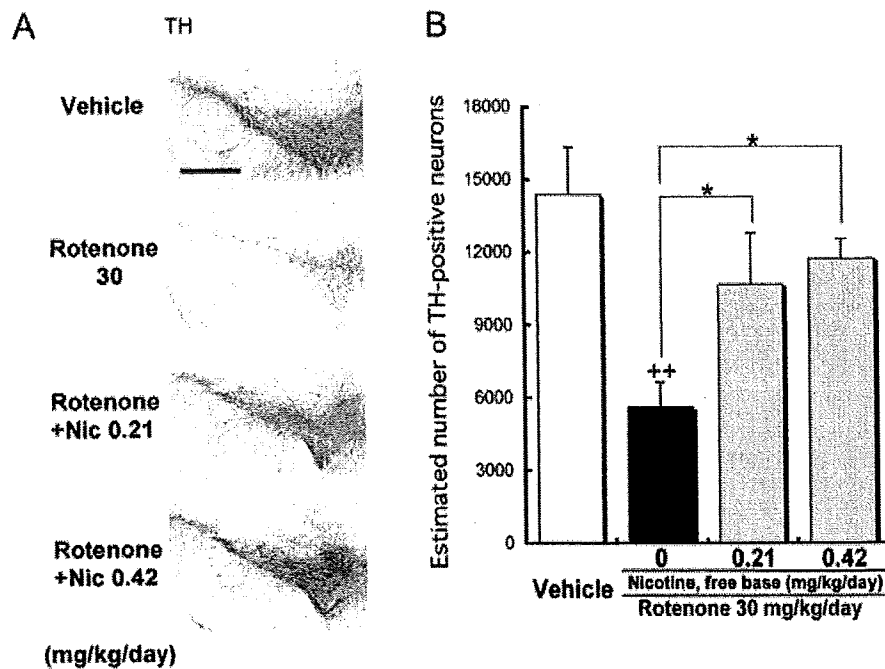 A
TH
Vehicle
Rotenone
30
Rotenone
+Nic 0.21
Rotenone
+Nic 0.42
(mg/kg/day)
B
Estimated number of TH-positive neurons
18000
15000
12000
9000
6000
3000
0
*
*
++
0 0.21 0.42
Vehicle
Nicotine, free base (mg/kg/day)
Rotenone 30 mg/kg/day